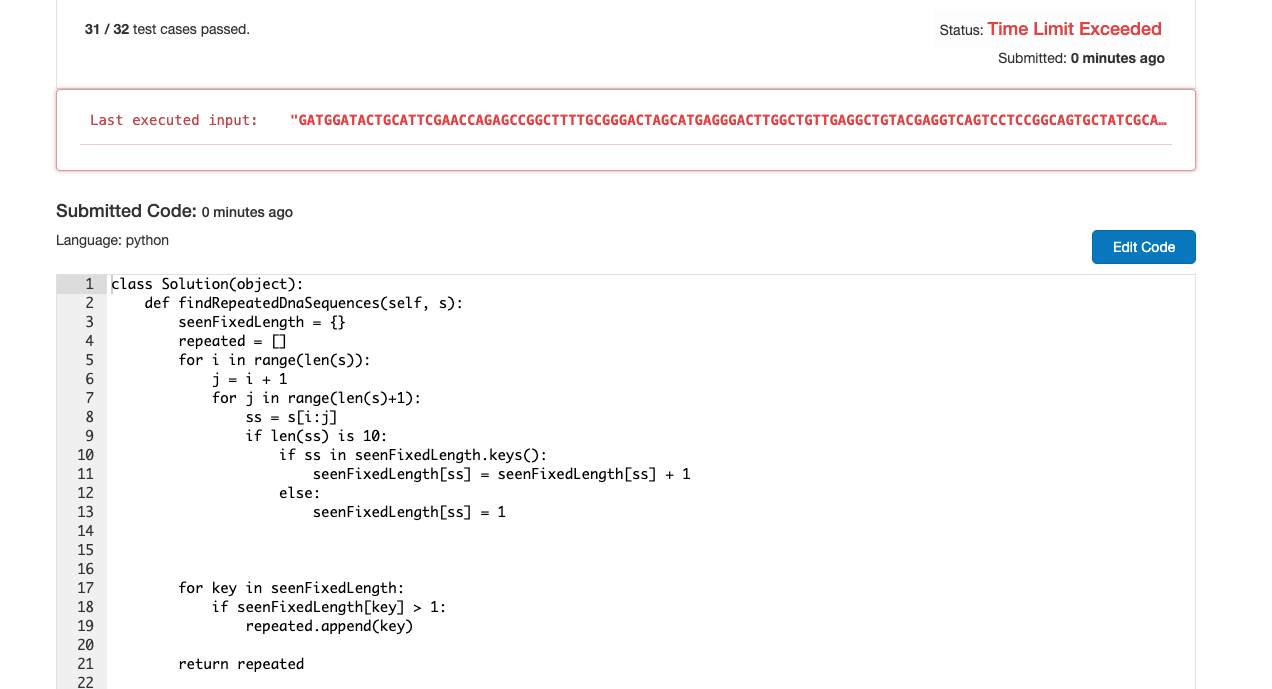 31 / 32 test cases passed.
Status: Time Limit Exceeded
Submitted: 0 minutes ago
Last executed input: "GATGGATACTGCATTCGAACCAGAGCCGGCTTTTGCGGGACTAGCATGAGGGACTTGGCTGTTGAGGCTGTACGAGGTCAGTCCTCCGGCAGTGCTATCGCA…
Submitted Code: 0 minutes ago
Language: python
Edit Code
1 class Solution(object):
2     def findRepeatedDnaSequences(self, s):
3         seenFixedLength = {}
4         repeated = []
5         for i in range(len(s)):
6             j = i + 1
7             for j in range(len(s)+1):
8                 ss = s[i:j]
9                 if len(ss) is 10:
10                     if ss in seenFixedLength.keys():
11                         seenFixedLength[ss] = seenFixedLength[ss] + 1
12                     else:
13                         seenFixedLength[ss] = 1
14
15
16
17         for key in seenFixedLength:
18             if seenFixedLength[key] > 1:
19                 repeated.append(key)
20
21         return repeated
22